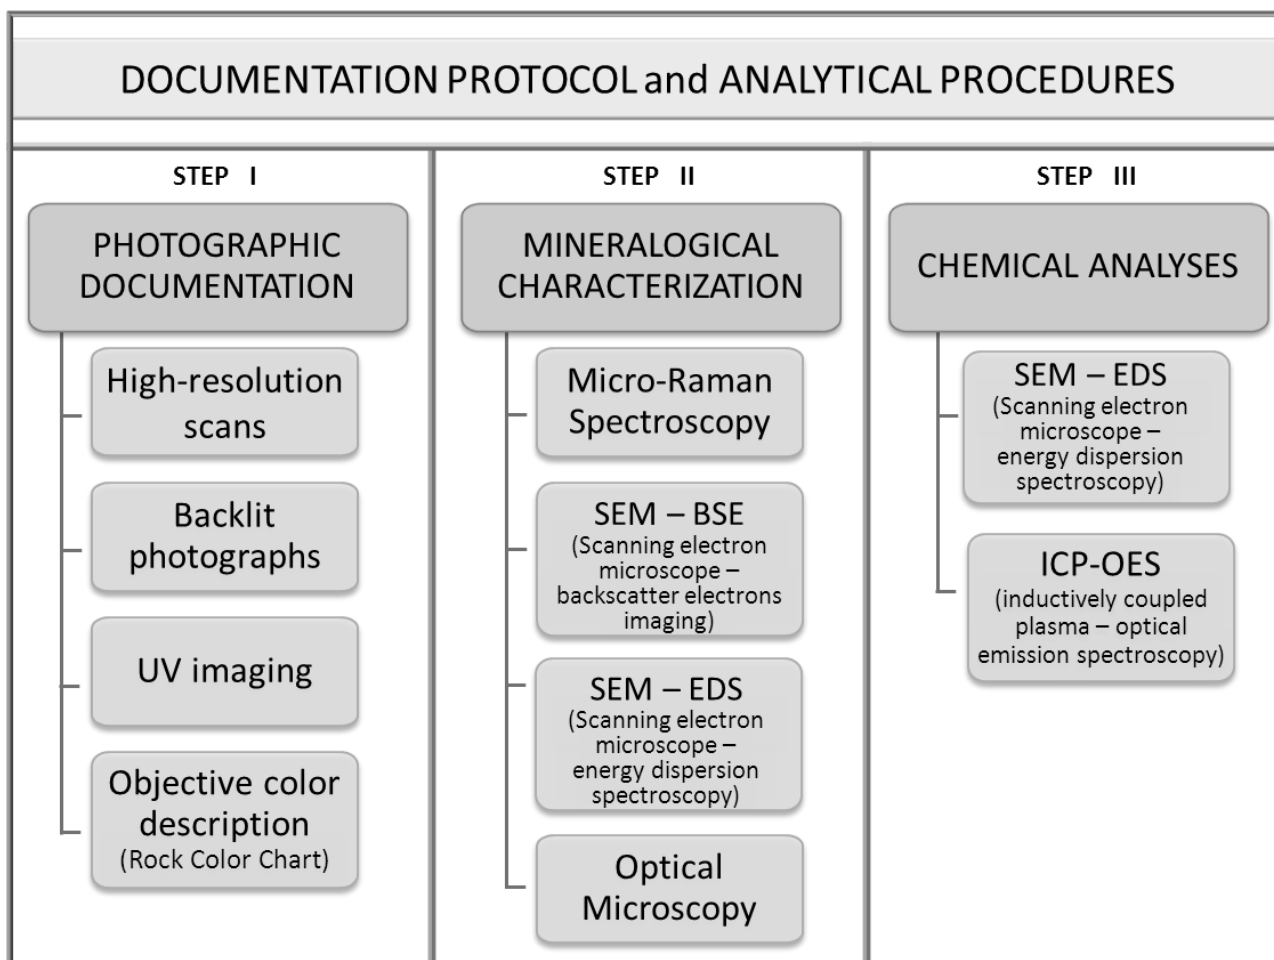 DOCUMENTATION PROTOCOL and ANALYTICAL PROCEDURES
STEP I
PHOTOGRAPHIC
DOCUMENTATION
High-resolution
scans
Backlit
photographs
UV imaging
Objective color
description
(Rock Color Chart)
STEP II
MINERALOGICAL
CHARACTERIZATION
Micro-Raman
Spectroscopy
SEM – BSE
(Scanning electron
microscope –
backscatter electrons
imaging)
SEM – EDS
(Scanning electron
microscope –
energy dispersion
spectroscopy)
Optical
Microscopy
STEP III
CHEMICAL ANALYSES
SEM – EDS
(Scanning electron
microscope –
energy dispersion
spectroscopy)
ICP-OES
(inductively coupled
plasma – optical
emission spectroscopy)